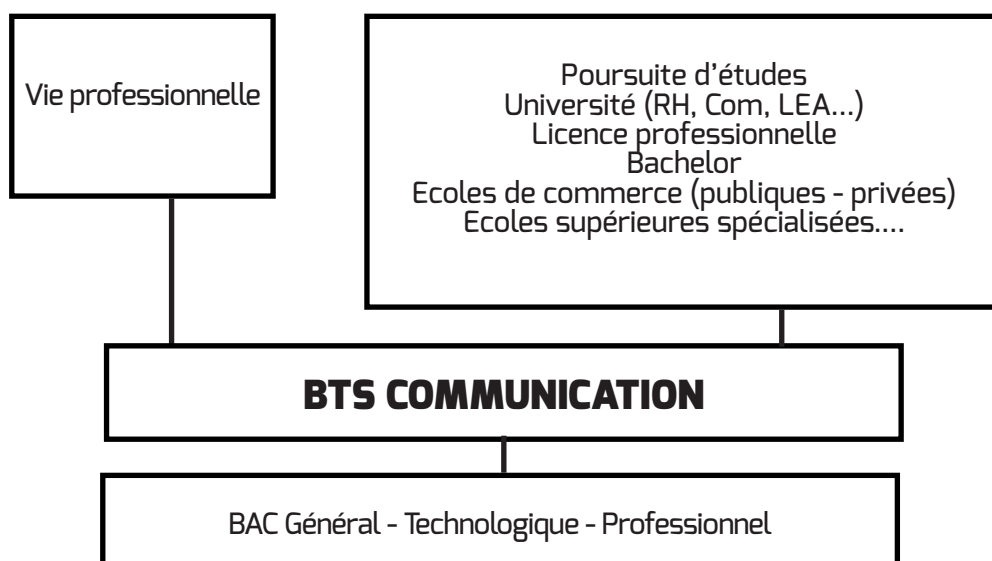 Vie professionnelle
Poursuite d’études
Université (RH, Com, LEA...)
Licence professionnelle
Bachelor
Ecoles de commerce (publiques - privées)
Ecoles supérieures spécialisées....
BTS COMMUNICATION
BAC Général - Technologique - Professionnel